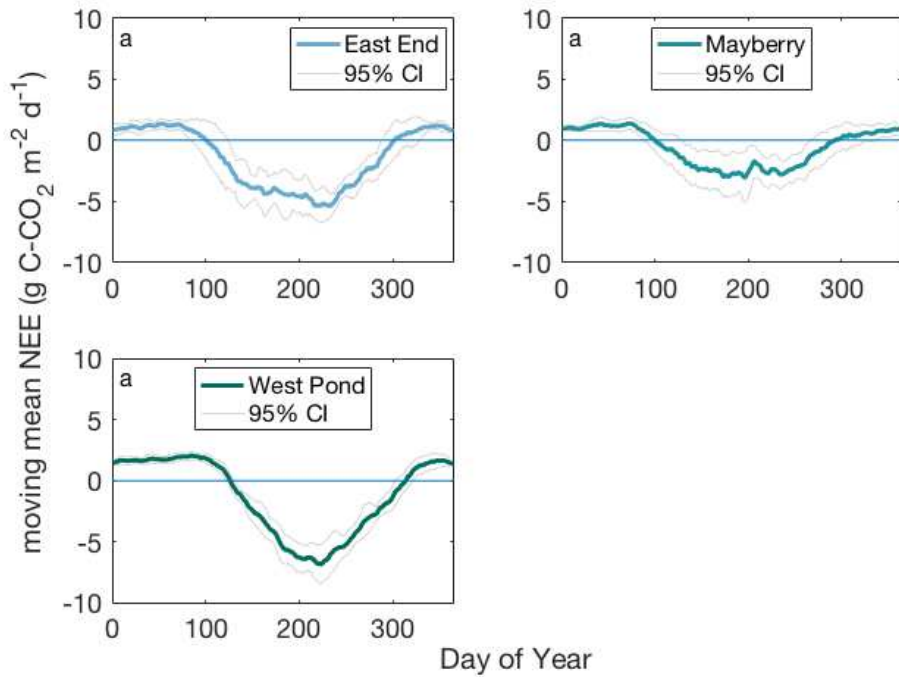 moving mean NEE (g C-CO₂ m⁻² d⁻¹)
10
5
0
-5
-10
a
East End
95% CI
0
100
200
300
10
5
0
-5
-10
a
Mayberry
95% CI
0
100
200
300
10
5
0
-5
-10
a
West Pond
95% CI
0
100
200
300
Day of Year